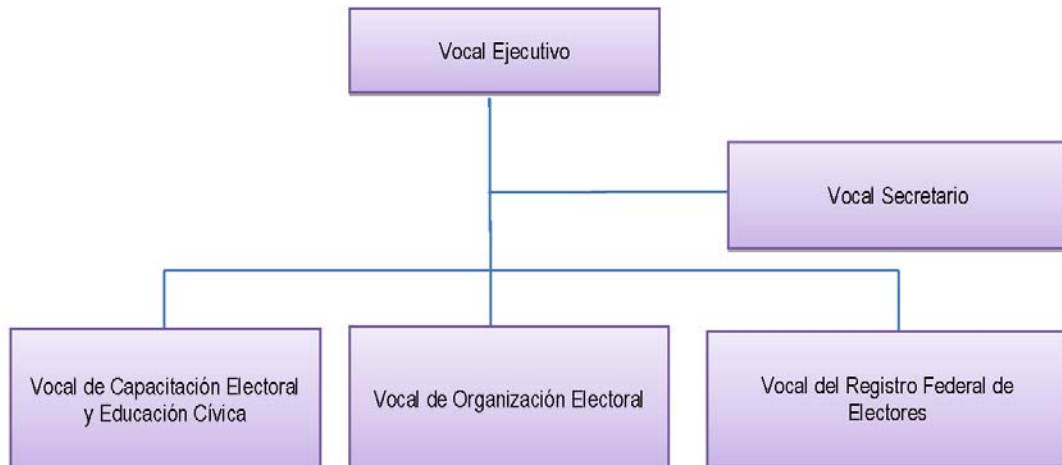 Vocal Ejecutivo
Vocal Secretario
Vocal de Capacitación Electoral
y Educación Cívica
Vocal de Organización Electoral
Vocal del Registro Federal de
Electores